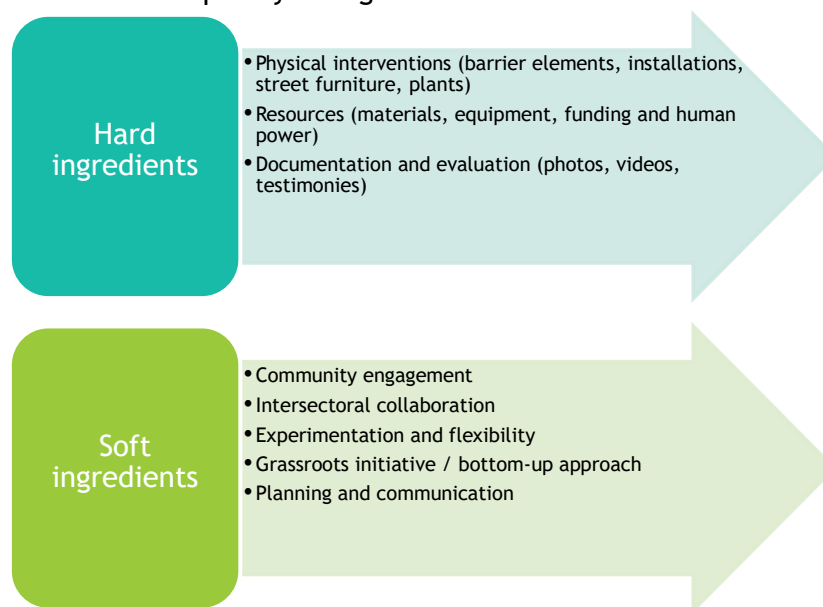 Hard
ingredients
• Physical interventions (barrier elements, installations,
street furniture, plants)
• Resources (materials, equipment, funding and human
power)
• Documentation and evaluation (photos, videos,
testimonies)
Soft
ingredients
• Community engagement
• Intersectoral collaboration
• Experimentation and flexibility
• Grassroots initiative / bottom-up approach
• Planning and communication